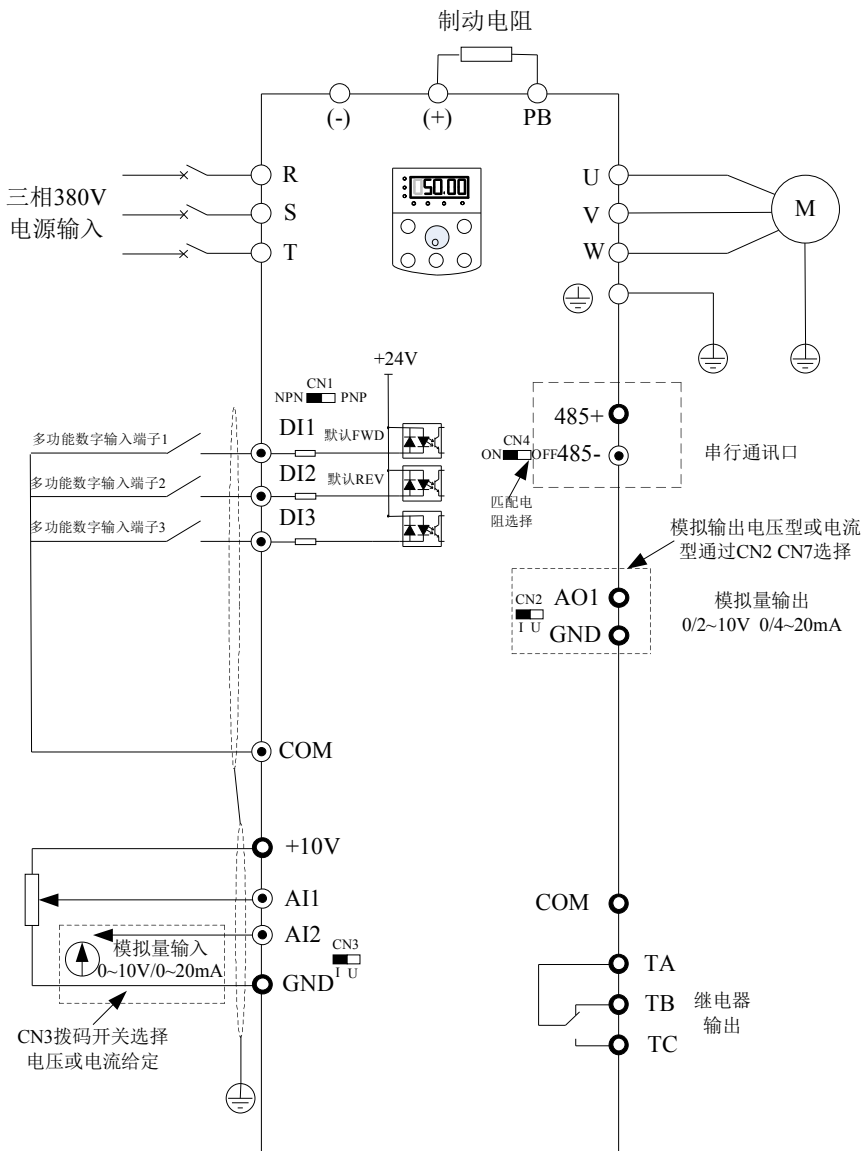 制动电阻
(-)
(+)
PB
三相380V
电源输入
R
S
T
50.00
U
V
W
M
+24V
CN1
NPN
PNP
多功能数字输入端子1
DI1
默认FWD
多功能数字输入端子2
DI2
默认REV
多功能数字输入端子3
DI3
485+
CN4
ON
OFF
485-
串行通讯口
匹配电
阻选择
模拟输出电压型或电流
型通过CN2 CN7选择
CN2
I U
AO1
GND
模拟量输出
0/2~10V 0/4~20mA
COM
+10V
AI1
AI2
模拟量输入
0~10V/0~20mA
CN3
I U
GND
CN3拨码开关选择
电压或电流给定
COM
TA
TB
TC
继电器
输出